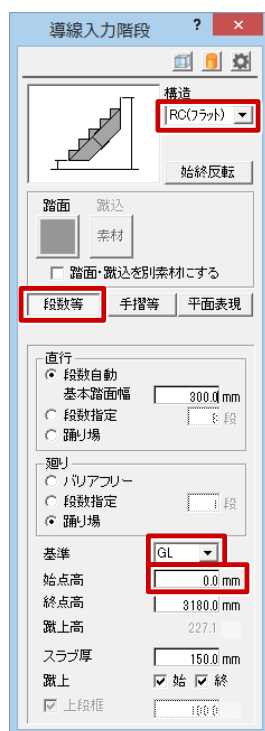 導線入力階段 ? ×
構造
RC(フラット)
始終反転
踏面 蹴込
素材
踏面・蹴込を別素材にする
段数等 手摺等 平面表現
直行
段数自動
基本踏面幅 300.0 mm
段数指定 段
踊り場
廻り
バリアフリー
段数指定 段
踊り場
基準 GL
始点高 0.0 mm
終点高 3180.0 mm
蹴上高 227.1
スラブ厚 150.0 mm
蹴上 始 終
上段框 100.0